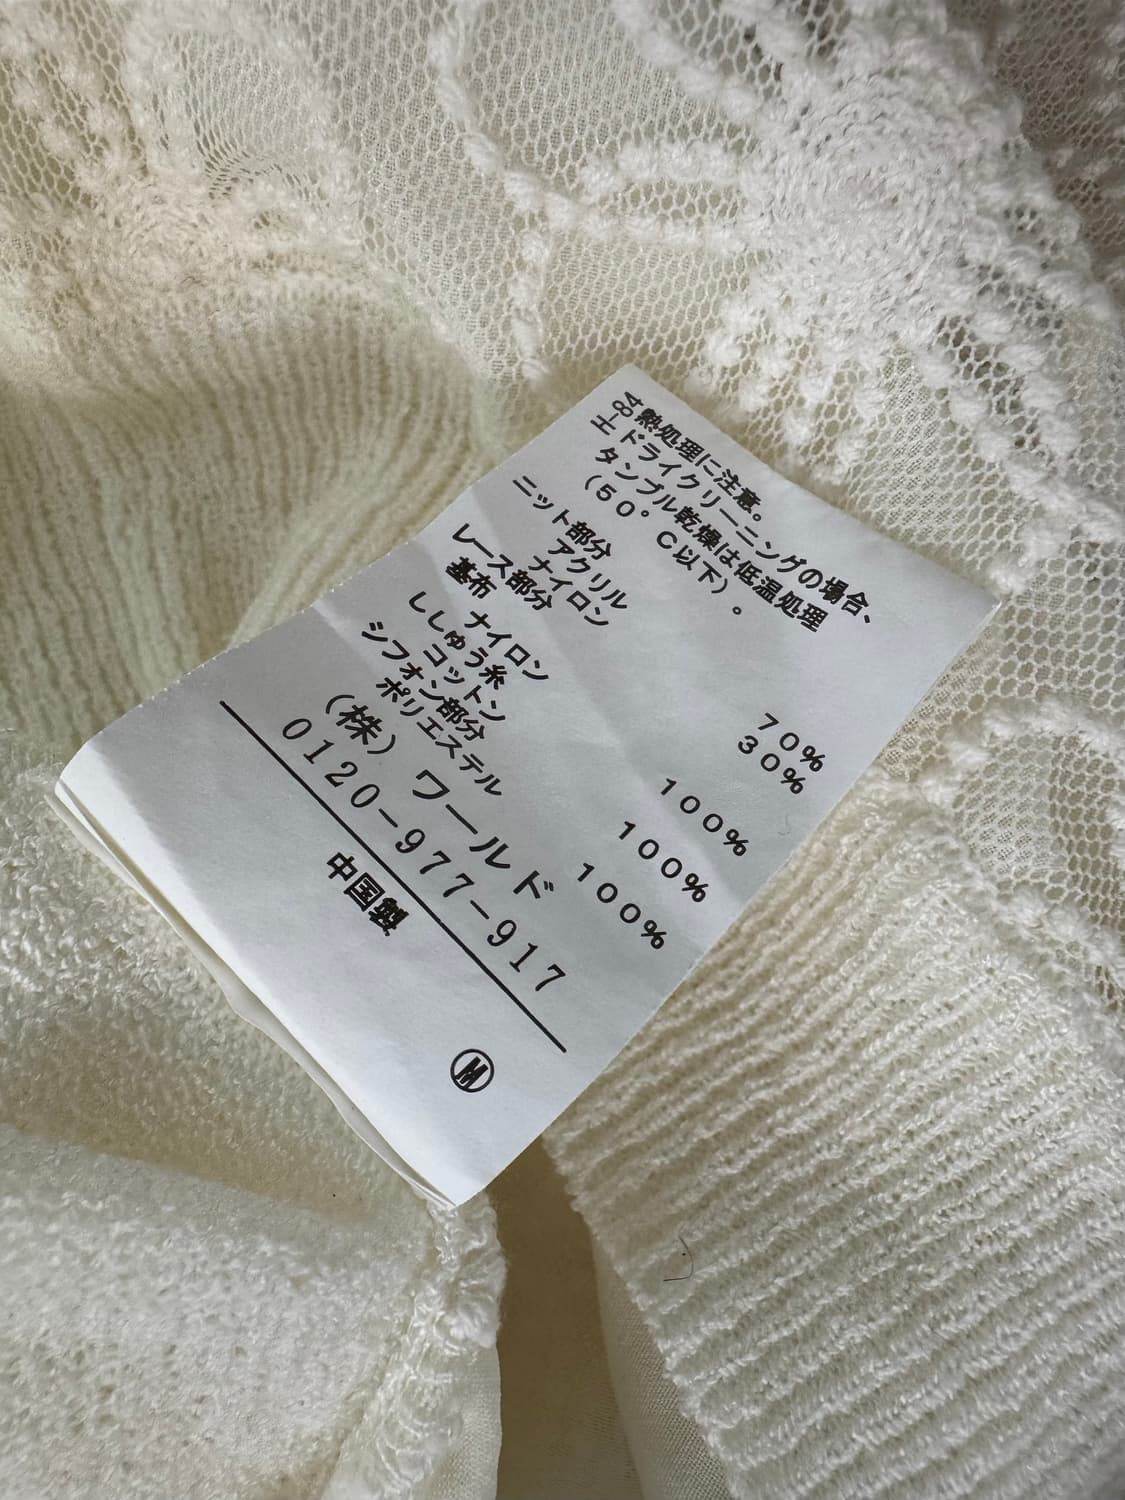 H-84
熱処理に注意。
ドライクリーニングの場合、
タンブル乾燥は低温処理
(50°C以下)。
ニット部分
アクリル 70%
ナイロン 30%
レース部分
基布
ナイロン 100%
ししゅう糸
コットン 100%
シフォン部分
ポリエステル 100%
(株) ワールド
0120-977-917
中国製
Ⓜ